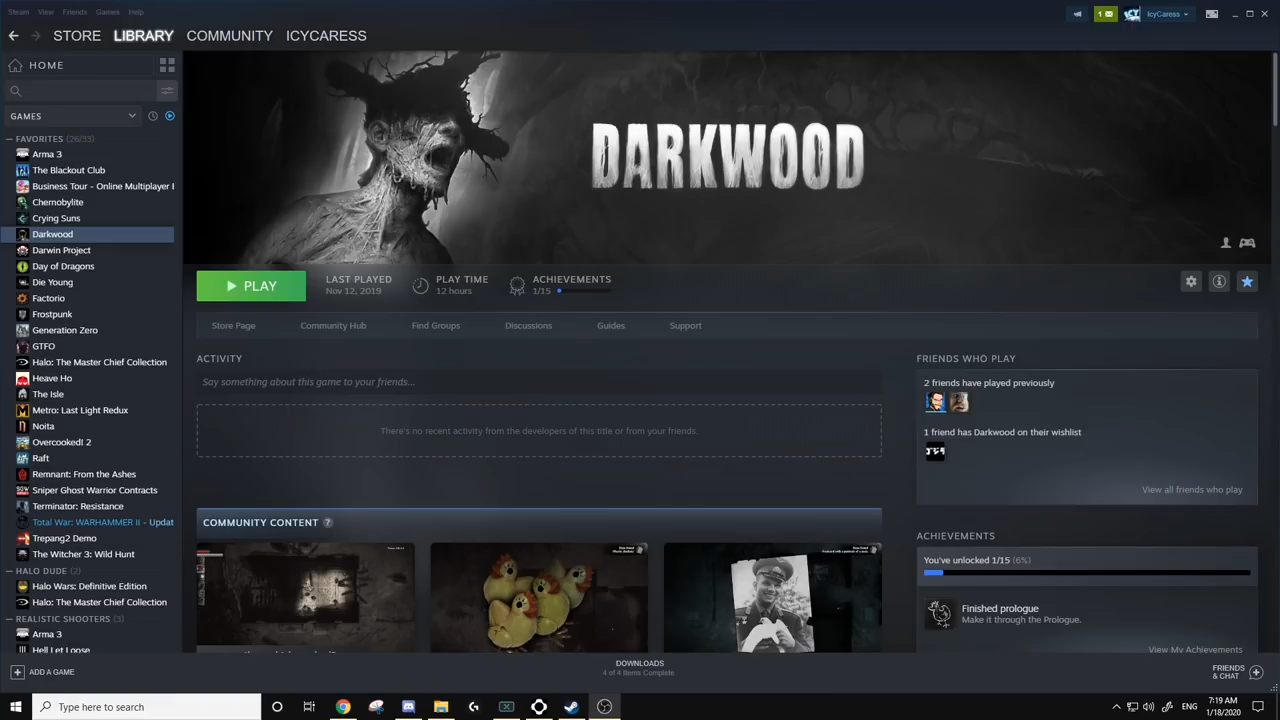 Steam View Friends Games Help
1
IcyCaress
STORE LIBRARY COMMUNITY ICYCARESS
HOME
GAMES
FAVORITES (26/33)
Arma 3
The Blackout Club
Business Tour - Online Multiplayer
Chernobylite
Crying Suns
Darkwood
Darwin Project
Day of Dragons
Die Young
Factorio
Frostpunk
Generation Zero
GTFO
Halo: The Master Chief Collection
Heave Ho
The Isle
Metro: Last Light Redux
Noita
Overcooked! 2
Raft
Remnant: From the Ashes
Sniper Ghost Warrior Contracts
Terminator: Resistance
Total War: WARHAMMER II - Updat
Trepang2 Demo
The Witcher 3: Wild Hunt
HALO DUDE (2)
Halo Wars: Definitive Edition
Halo: The Master Chief Collection
REALISTIC SHOOTERS (3)
Arma 3
Hell Let Loose
ADD A GAME
DARKWOOD
PLAY
LAST PLAYED
Nov 12, 2019
PLAY TIME
12 hours
ACHIEVEMENTS
1/15
Store Page Community Hub Find Groups Discussions Guides Support
ACTIVITY
Say something about this game to your friends...
There's no recent activity from the developers of this title or from your friends.
COMMUNITY CONTENT ?
FRIENDS WHO PLAY
2 friends have played previously
1 friend has Darkwood on their wishlist
View all friends who play
ACHIEVEMENTS
You've unlocked 1/15 (6%)
Finished prologue
Make it through the Prologue.
View My Achievements
DOWNLOADS
4 of 4 Items Complete
FRIENDS
& CHAT
Type here to search
ENG
7:19 AM
1/18/2020